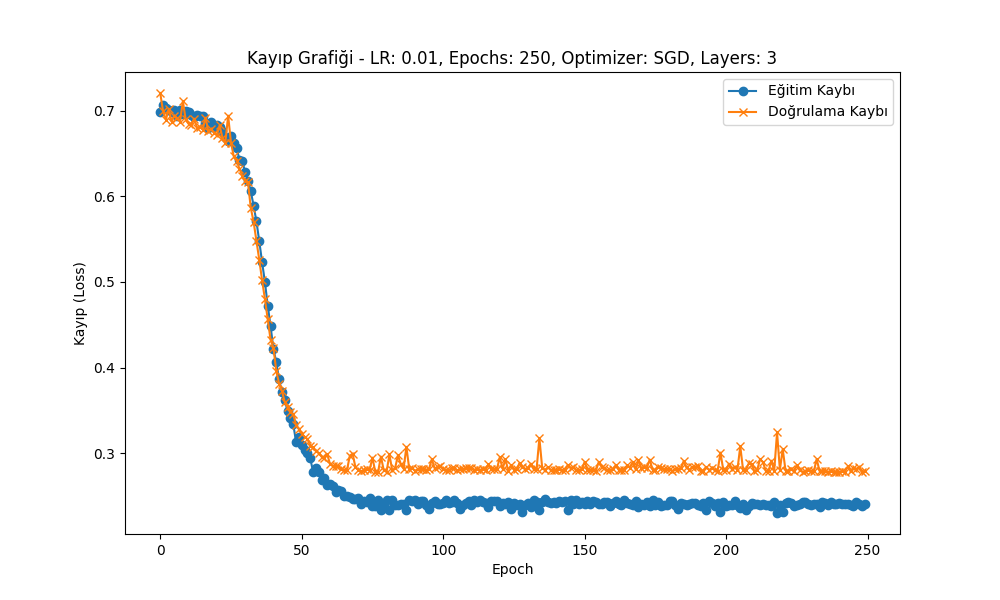 Kayıp Grafiği - LR: 0.01, Epochs: 250, Optimizer: SGD, Layers: 3
Eğitim Kaybı
Doğrulama Kaybı
Kayıp (Loss)
0.7
0.6
0.5
0.4
0.3
0 50 100 150 200 250
Epoch